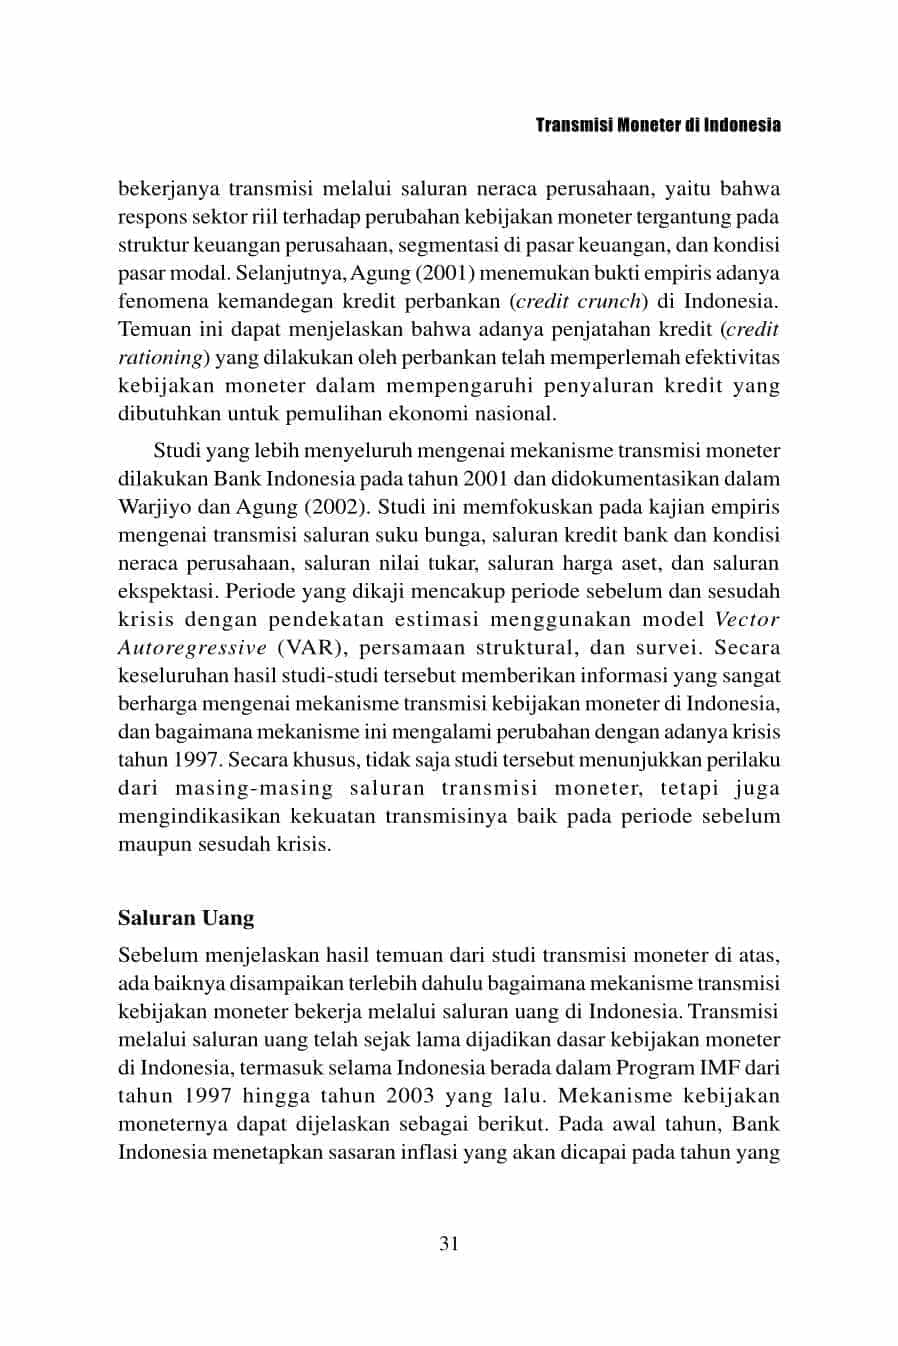 Transmisi Moneter di Indonesia
bekerjanya transmisi melalui saluran neraca perusahaan, yaitu bahwa
respons sektor riil terhadap perubahan kebijakan moneter tergantung pada
struktur keuangan perusahaan, segmentasi di pasar keuangan, dan kondisi
pasar modal. Selanjutnya, Agung (2001) menemukan bukti empiris adanya
fenomena kemandegan kredit perbankan (credit crunch) di Indonesia.
Temuan ini dapat menjelaskan bahwa adanya penjatahan kredit (credit
rationing) yang dilakukan oleh perbankan telah memperlemah efektivitas
kebijakan moneter dalam mempengaruhi penyaluran kredit yang
dibutuhkan untuk pemulihan ekonomi nasional.
Studi yang lebih menyeluruh mengenai mekanisme transmisi moneter
dilakukan Bank Indonesia pada tahun 2001 dan didokumentasikan dalam
Warjiyo dan Agung (2002). Studi ini memfokuskan pada kajian empiris
mengenai transmisi saluran suku bunga, saluran kredit bank dan kondisi
neraca perusahaan, saluran nilai tukar, saluran harga aset, dan saluran
ekspektasi. Periode yang dikaji mencakup periode sebelum dan sesudah
krisis dengan pendekatan estimasi menggunakan model Vector
Autoregressive (VAR), persamaan struktural, dan survei. Secara
keseluruhan hasil studi-studi tersebut memberikan informasi yang sangat
berharga mengenai mekanisme transmisi kebijakan moneter di Indonesia,
dan bagaimana mekanisme ini mengalami perubahan dengan adanya krisis
tahun 1997. Secara khusus, tidak saja studi tersebut menunjukkan perilaku
dari masing-masing saluran transmisi moneter, tetapi juga
mengindikasikan kekuatan transmisinya baik pada periode sebelum
maupun sesudah krisis.
Saluran Uang
Sebelum menjelaskan hasil temuan dari studi transmisi moneter di atas,
ada baiknya disampaikan terlebih dahulu bagaimana mekanisme transmisi
kebijakan moneter bekerja melalui saluran uang di Indonesia. Transmisi
melalui saluran uang telah sejak lama dijadikan dasar kebijakan moneter
di Indonesia, termasuk selama Indonesia berada dalam Program IMF dari
tahun 1997 hingga tahun 2003 yang lalu. Mekanisme kebijakan
moneternya dapat dijelaskan sebagai berikut. Pada awal tahun, Bank
Indonesia menetapkan sasaran inflasi yang akan dicapai pada tahun yang
31